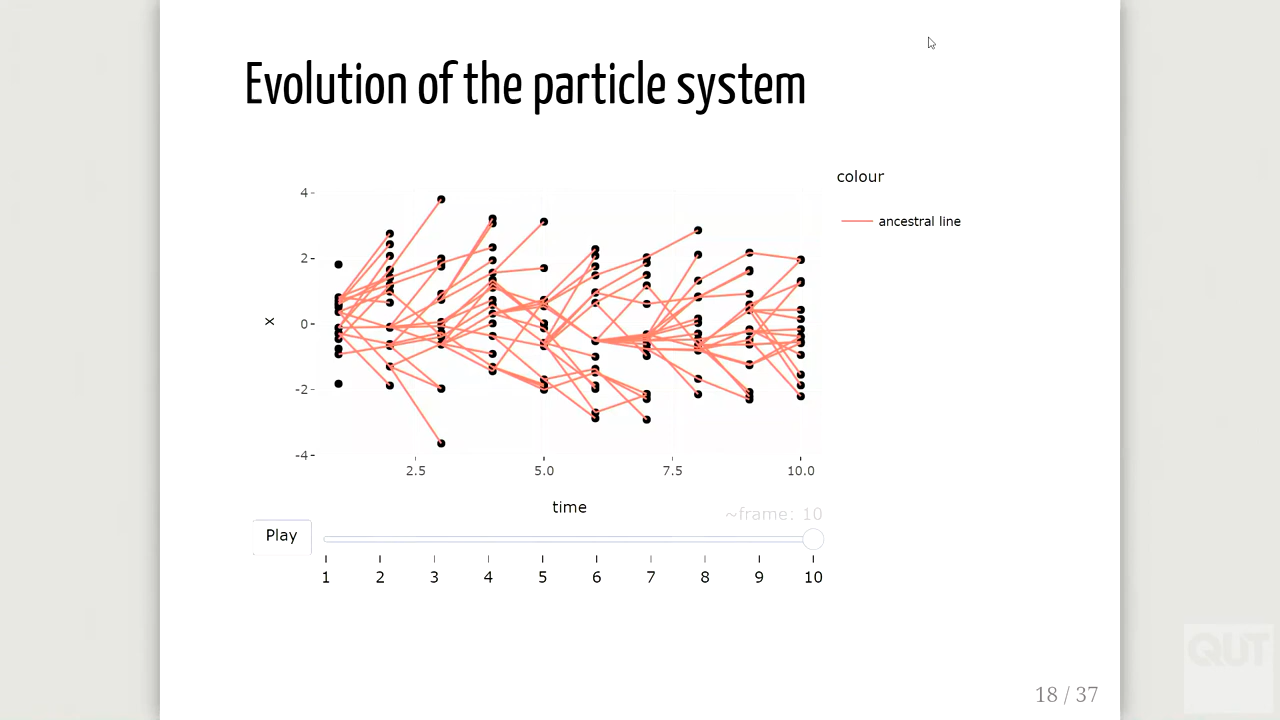 Evolution of the particle system
colour
ancestral line
4
2
0
-2
-4
x
2.5 5.0 7.5 10.0
time
~frame: 10
Play
1 2 3 4 5 6 7 8 9 10
18 / 37
QUT